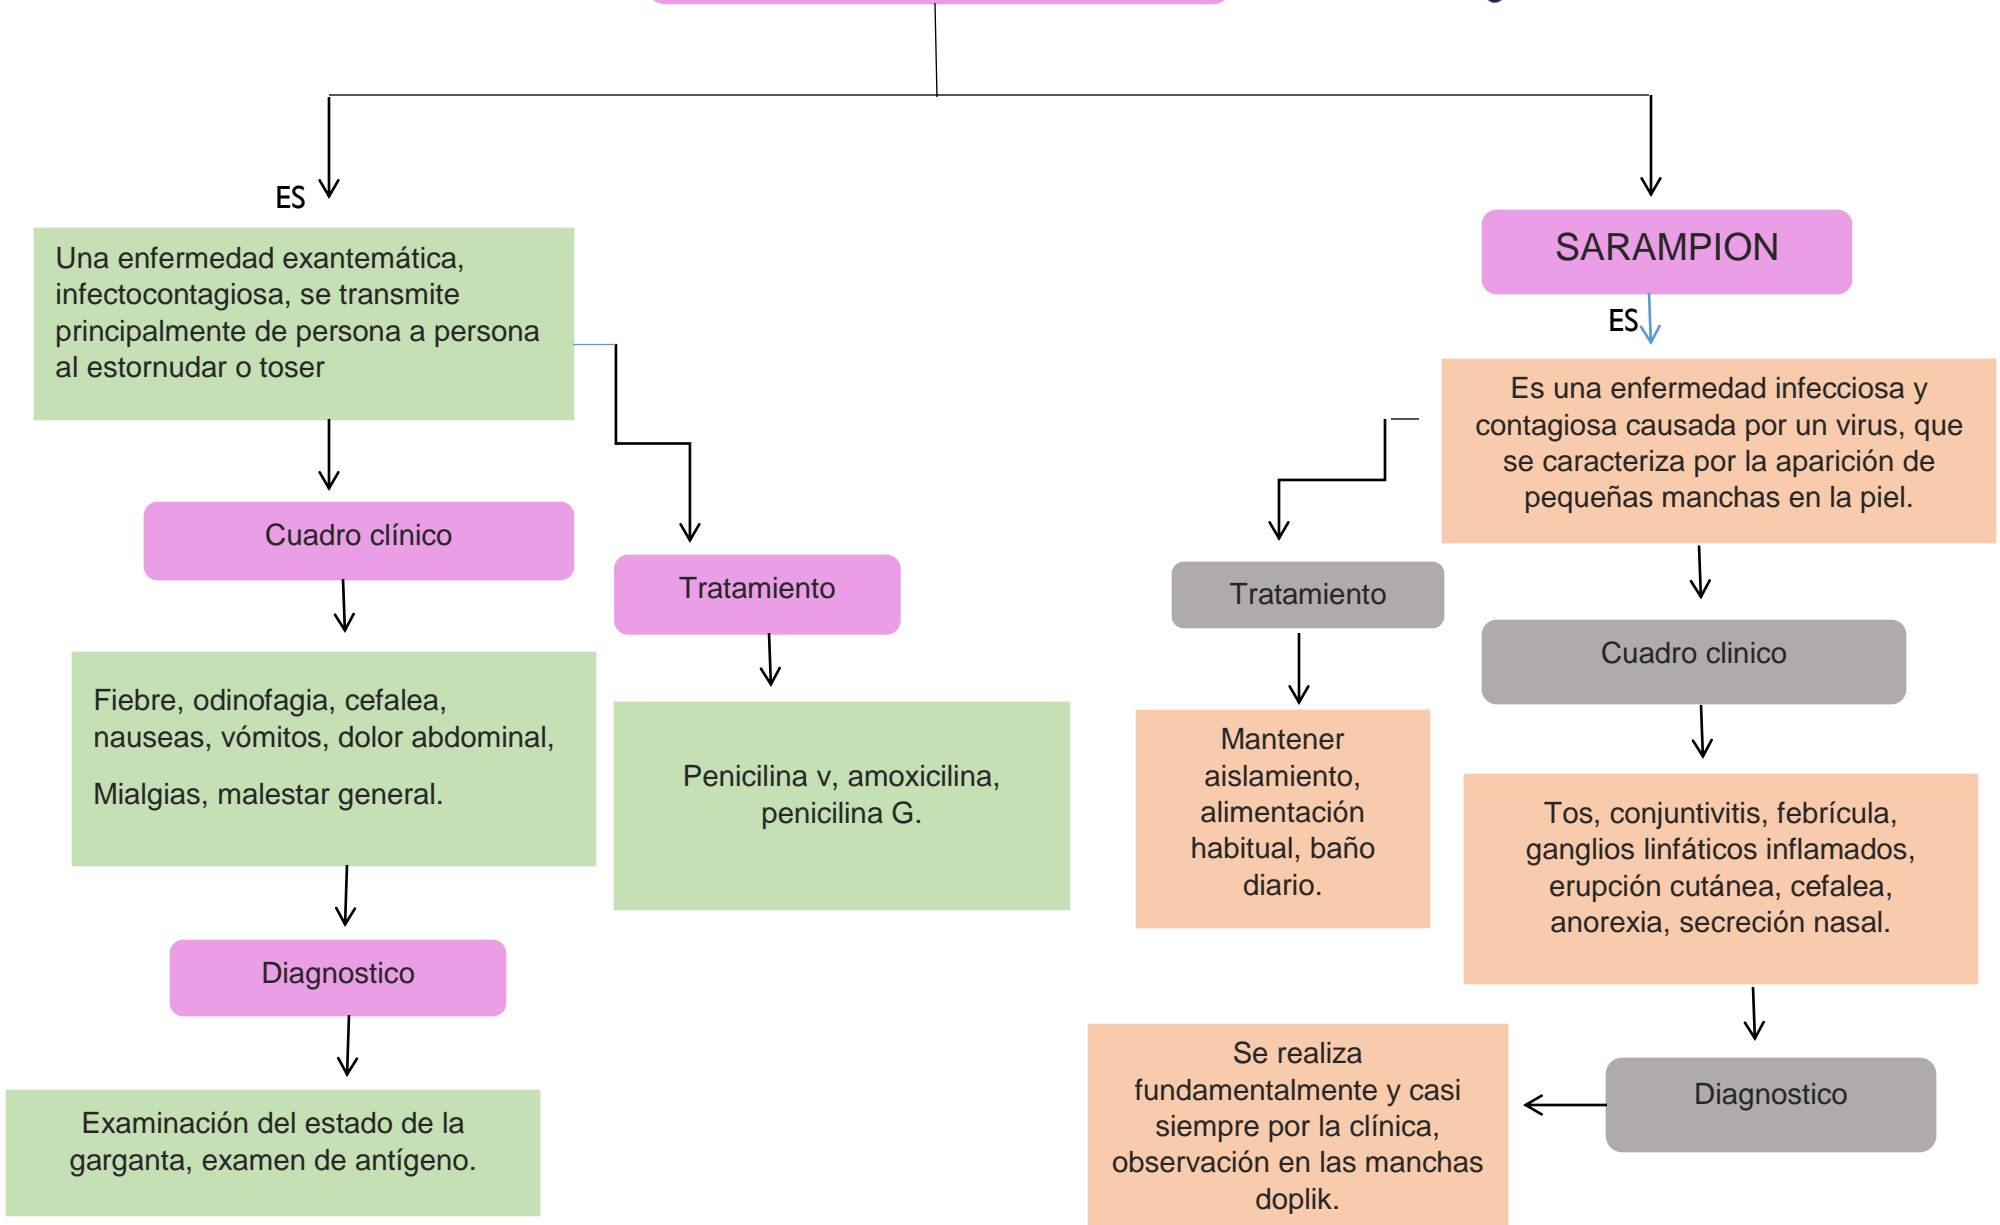 ES
Una enfermedad exantemática,
infectocontagiosa, se transmite
principalmente de persona a persona
al estornudar o toser
Cuadro clínico
Fiebre, odinofagia, cefalea,
nauseas, vómitos, dolor abdominal,
Mialgias, malestar general.
Diagnostico
Examinación del estado de la
garganta, examen de antígeno.
Tratamiento
Penicilina v, amoxicilina,
penicilina G.
SARAMPION
ES
Es una enfermedad infecciosa y
contagiosa causada por un virus, que
se caracteriza por la aparición de
pequeñas manchas en la piel.
Tratamiento
Mantener
aislamiento,
alimentación
habitual, baño
diario.
Cuadro clinico
Tos, conjuntivitis, febrícula,
ganglios linfáticos inflamados,
erupción cutánea, cefalea,
anorexia, secreción nasal.
Diagnostico
Se realiza
fundamentalmente y casi
siempre por la clínica,
observación en las manchas
doplik.